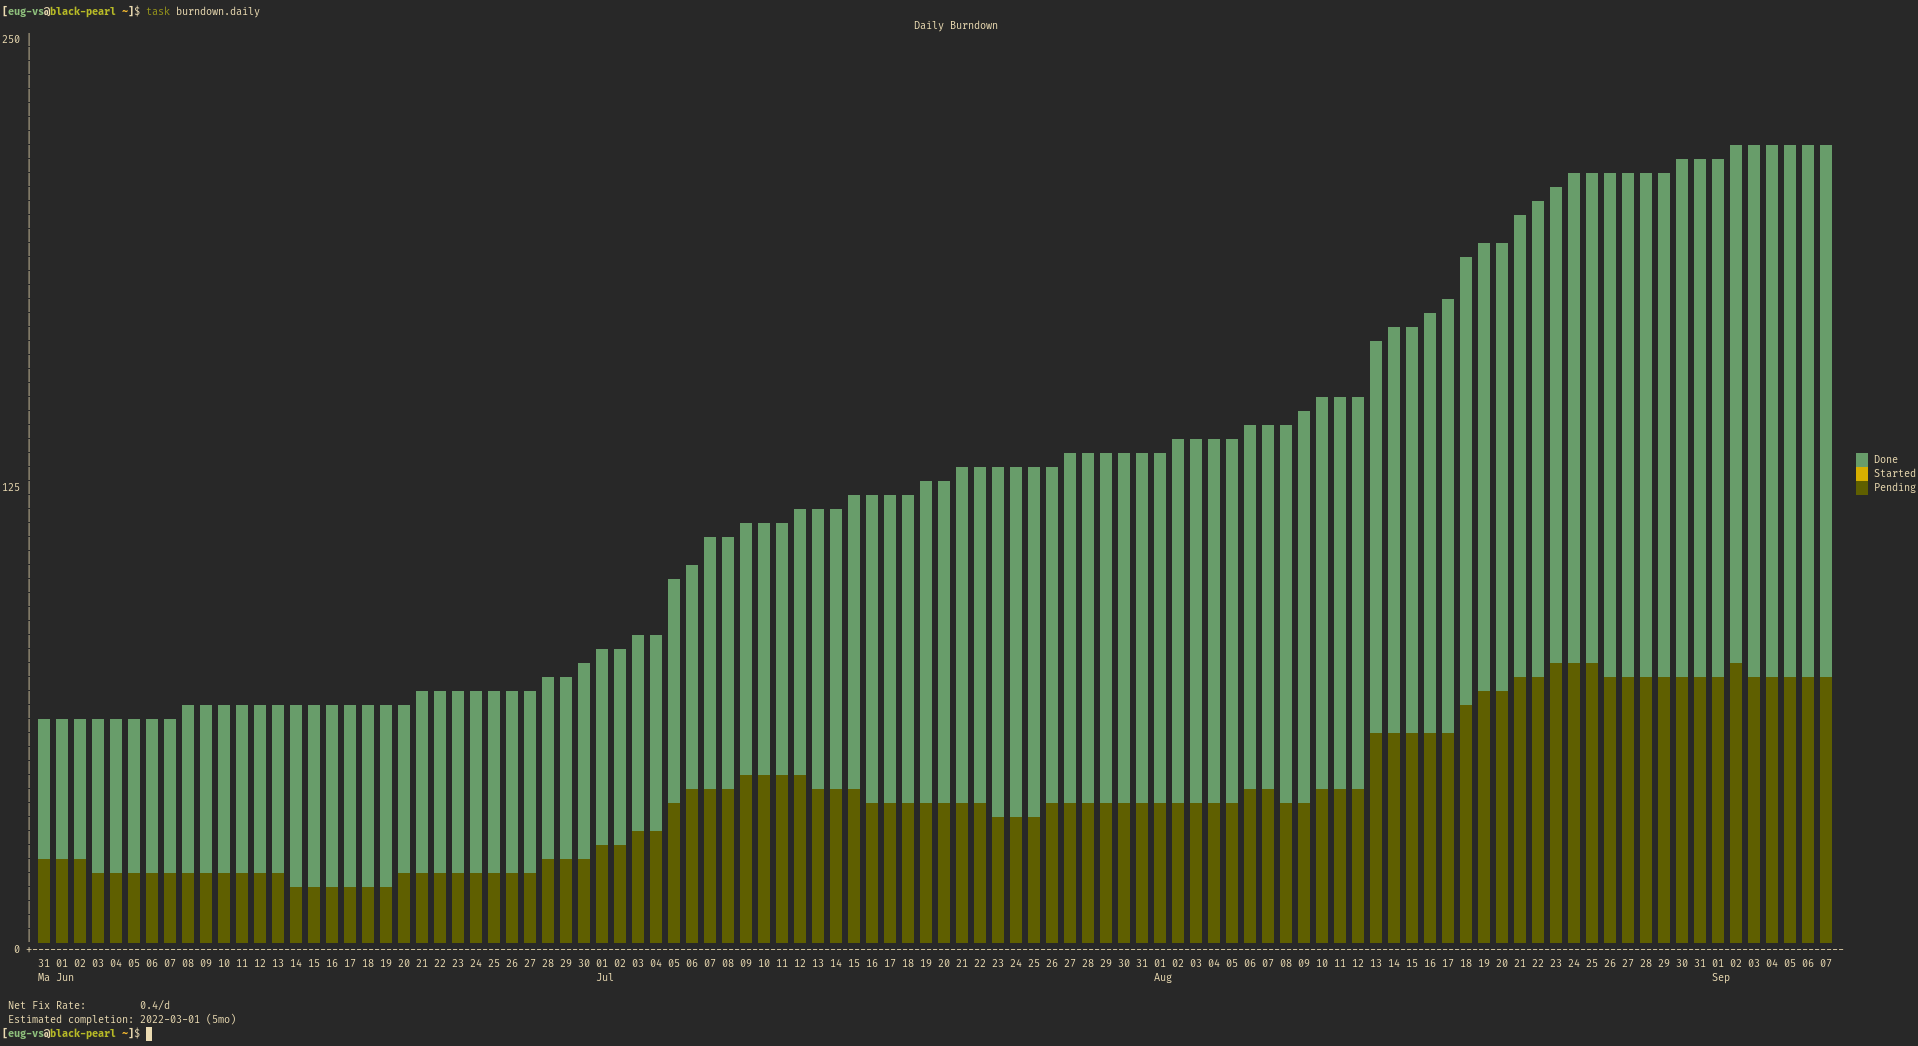 [eug-vs@black-pearl ~]$ task burndown.daily
Daily Burndown
250
125
Done
Started
Pending
0
31 01 02 03 04 05 06 07 08 09 10 11 12 13 14 15 16 17 18 19 20 21 22 23 24 25 26 27 28 29 30 01 02 03 04 05 06 07 08 09 10 11 12 13 14 15 16 17 18 19 20 21 22 23 24 25 26 27 28 29 30 31 01 02 03 04 05 06 07 08 09 10 11 12 13 14 15 16 17 18 19 20 21 22 23 24 25 26 27 28 29 30 31 01 02 03 04 05 06 07
Ma Jun Jul Aug Sep
Net Fix Rate: 0.4/d
Estimated completion: 2022-03-01 (5mo)
[eug-vs@black-pearl ~]$